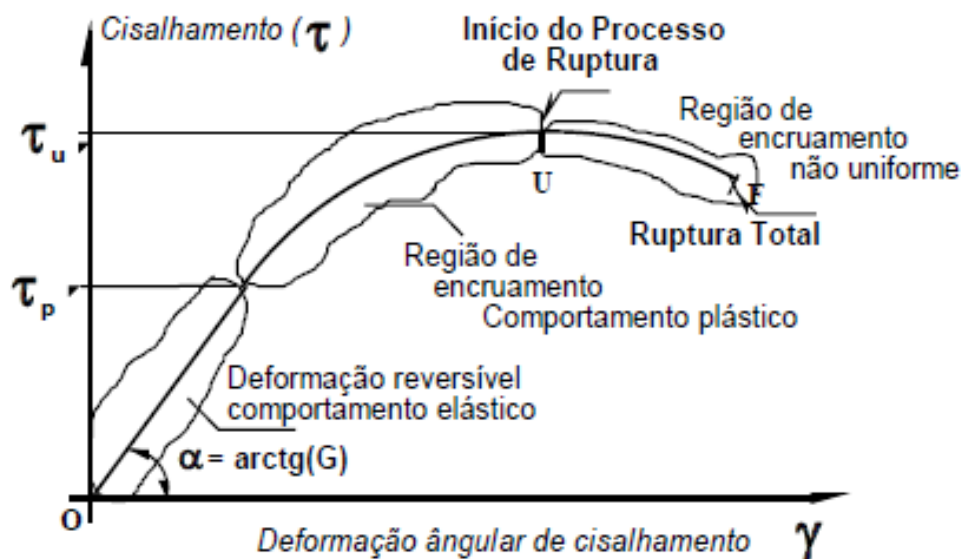 Cisalhamento (τ)
Início do Processo
de Ruptura
Região de
encruamento
não uniforme
τu
U
F
Ruptura Total
Região de
encruamento
Comportamento plástico
τp
Deformação reversível
comportamento elástico
α = arctg(G)
O
Deformação ângular de cisalhamento
γ